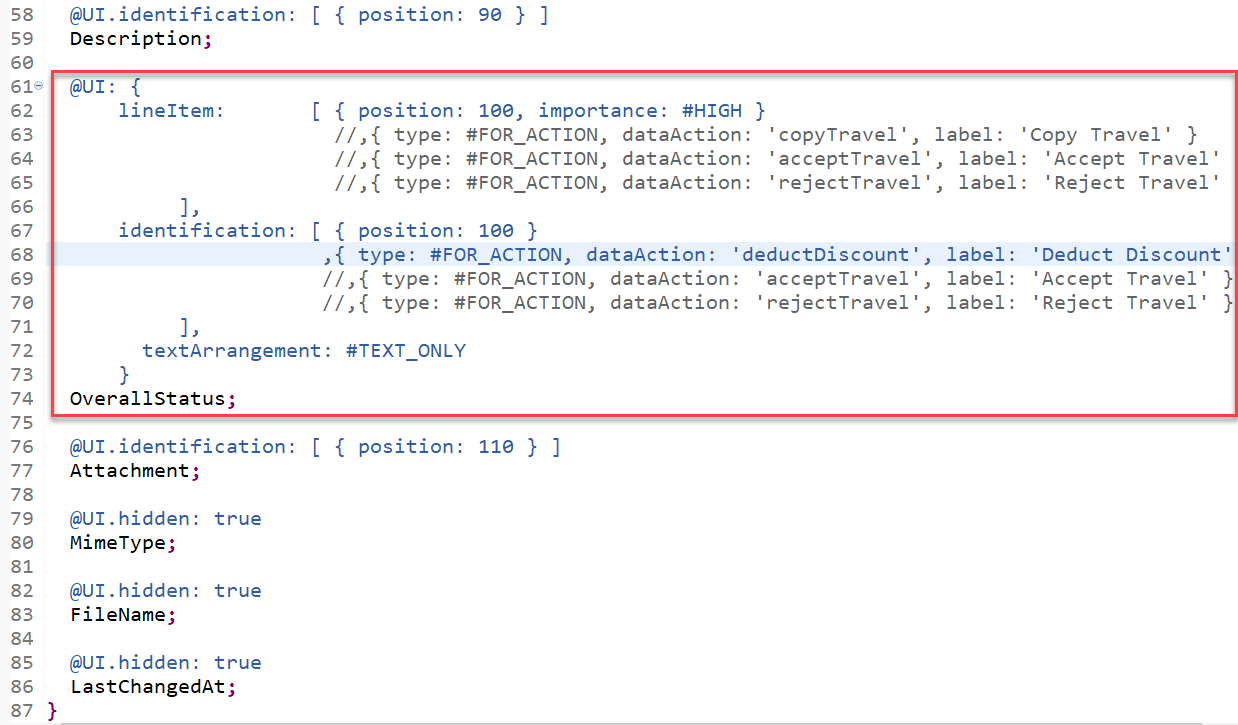 58 @UI.identification: [ { position: 90 } ]
59 Description;
60
61 @UI: {
62 lineItem: [ { position: 100, importance: #HIGH }
63 //,{ type: #FOR_ACTION, dataAction: 'copyTravel', label: 'Copy Travel' }
64 //,{ type: #FOR_ACTION, dataAction: 'acceptTravel', label: 'Accept Travel'
65 //,{ type: #FOR_ACTION, dataAction: 'rejectTravel', label: 'Reject Travel'
66 ],
67 identification: [ { position: 100 }
68 ,{ type: #FOR_ACTION, dataAction: 'deductDiscount', label: 'Deduct Discount'
69 //,{ type: #FOR_ACTION, dataAction: 'acceptTravel', label: 'Accept Travel' }
70 //,{ type: #FOR_ACTION, dataAction: 'rejectTravel', label: 'Reject Travel' }
71 ],
72 textArrangement: #TEXT_ONLY
73 }
74 OverallStatus;
75
76 @UI.identification: [ { position: 110 } ]
77 Attachment;
78
79 @UI.hidden: true
80 MimeType;
81
82 @UI.hidden: true
83 FileName;
84
85 @UI.hidden: true
86 LastChangedAt;
87 }